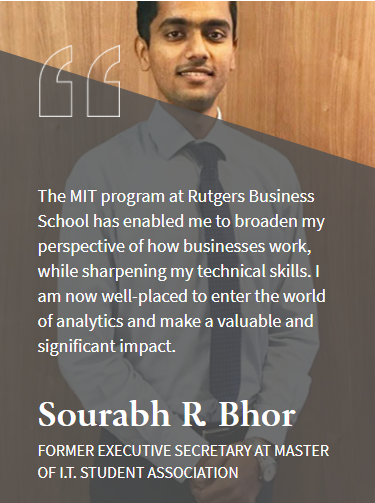 The MIT program at Rutgers Business
School has enabled me to broaden my
perspective of how businesses work,
while sharpening my technical skills. I
am now well-placed to enter the world
of analytics and make a valuable and
significant impact.
Sourabh R. Bhor
FORMER EXECUTIVE SECRETARY AT MASTER
OF I.T. STUDENT ASSOCIATION